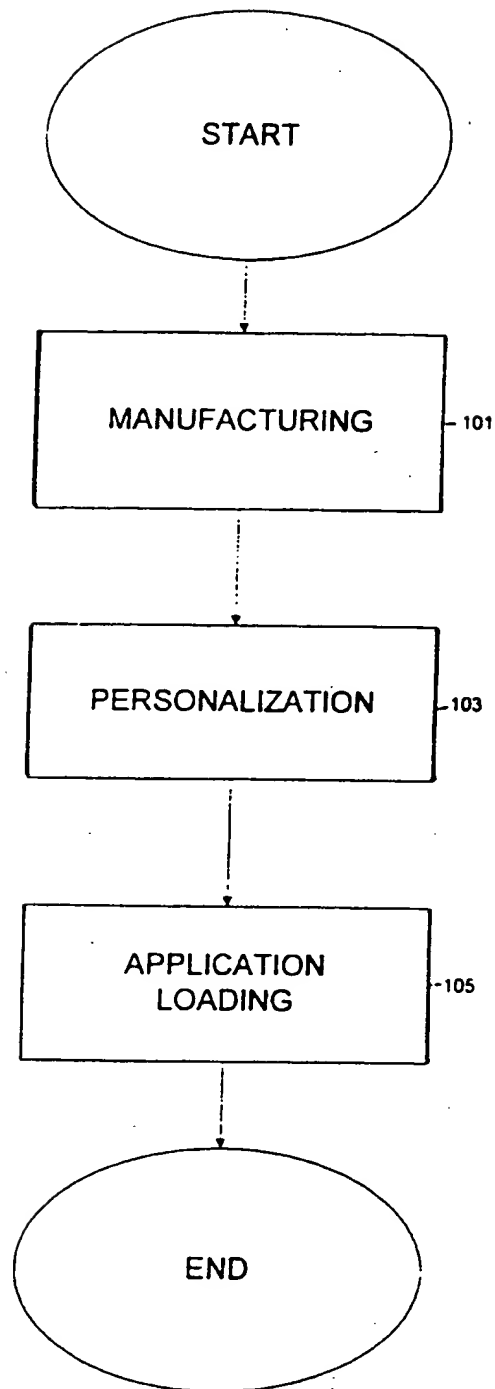 START
MANUFACTURING
101
PERSONALIZATION
103
APPLICATION
LOADING
105
END